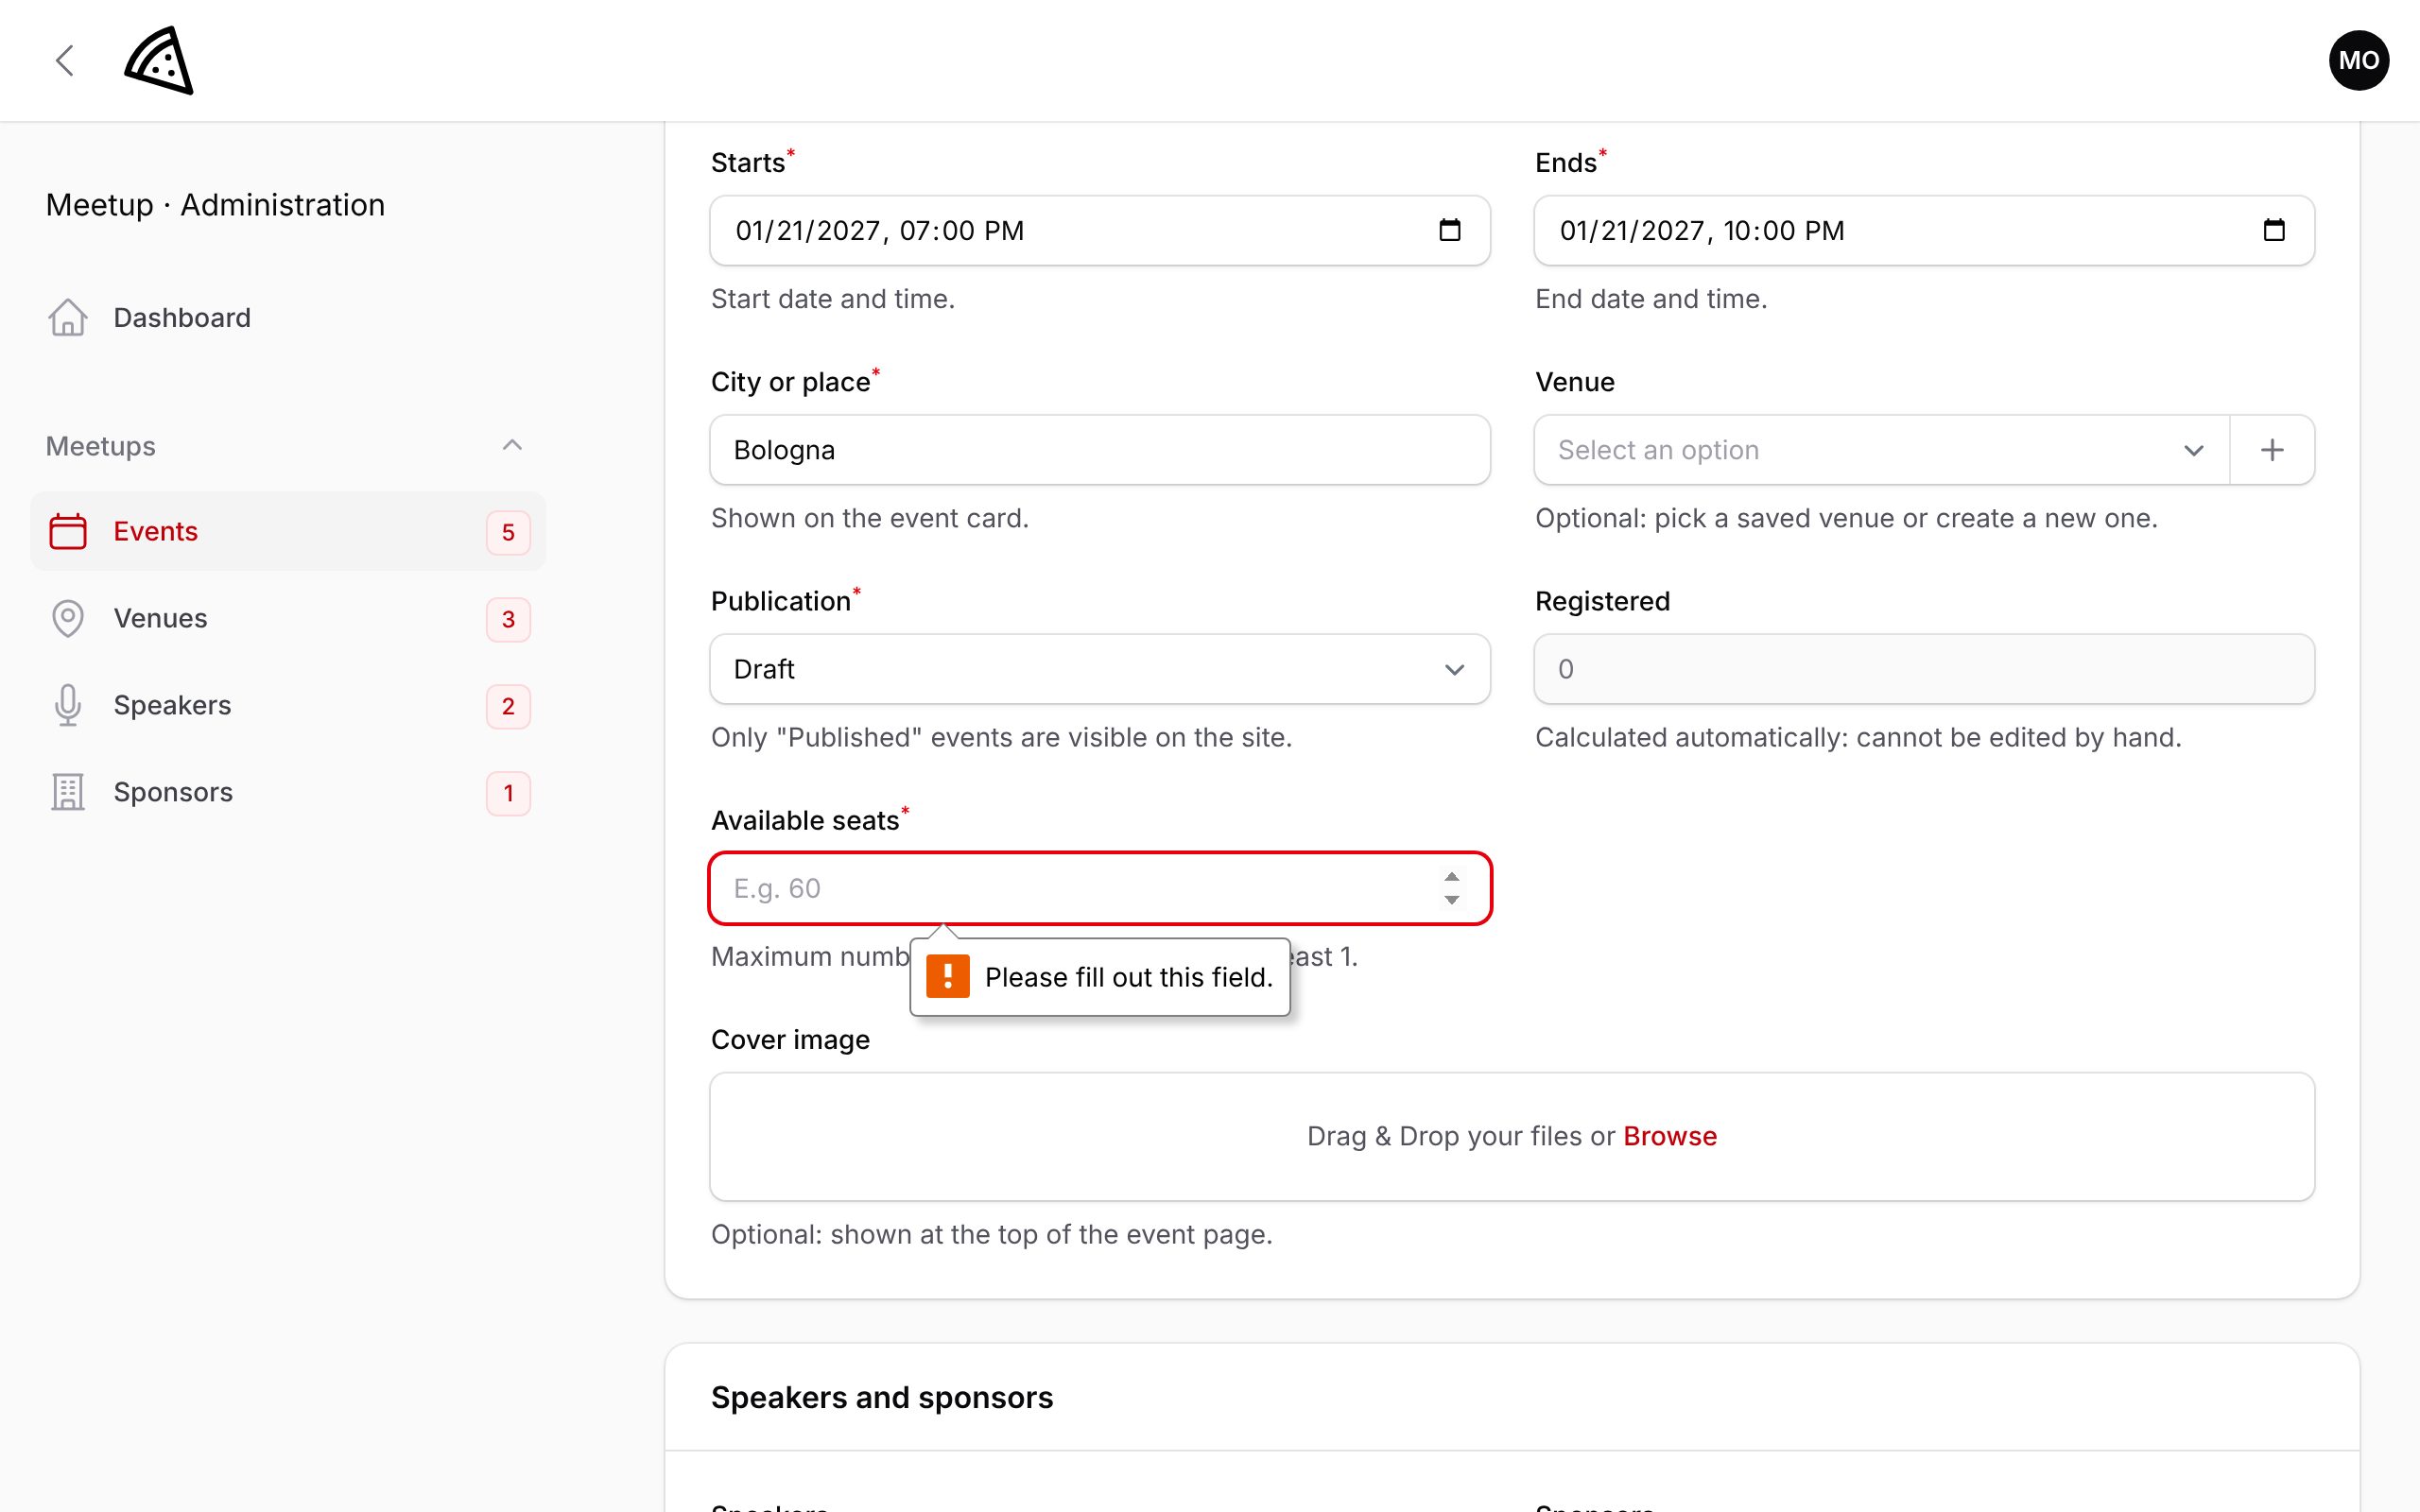 MO
Meetup · Administration
Dashboard
Meetups
Events 5
Venues 3
Speakers 2
Sponsors 1
Starts*
Ends*
01/21/2027, 07:00 PM
01/21/2027, 10:00 PM
Start date and time.
End date and time.
City or place*
Venue
Bologna
Select an option
Shown on the event card.
Optional: pick a saved venue or create a new one.
Publication*
Registered
Draft
0
Only "Published" events are visible on the site.
Calculated automatically: cannot be edited by hand.
Available seats*
E.g. 60
Maximum 1.
Please fill out this field.
Cover image
Drag & Drop your files or Browse
Optional: shown at the top of the event page.
Speakers and sponsors